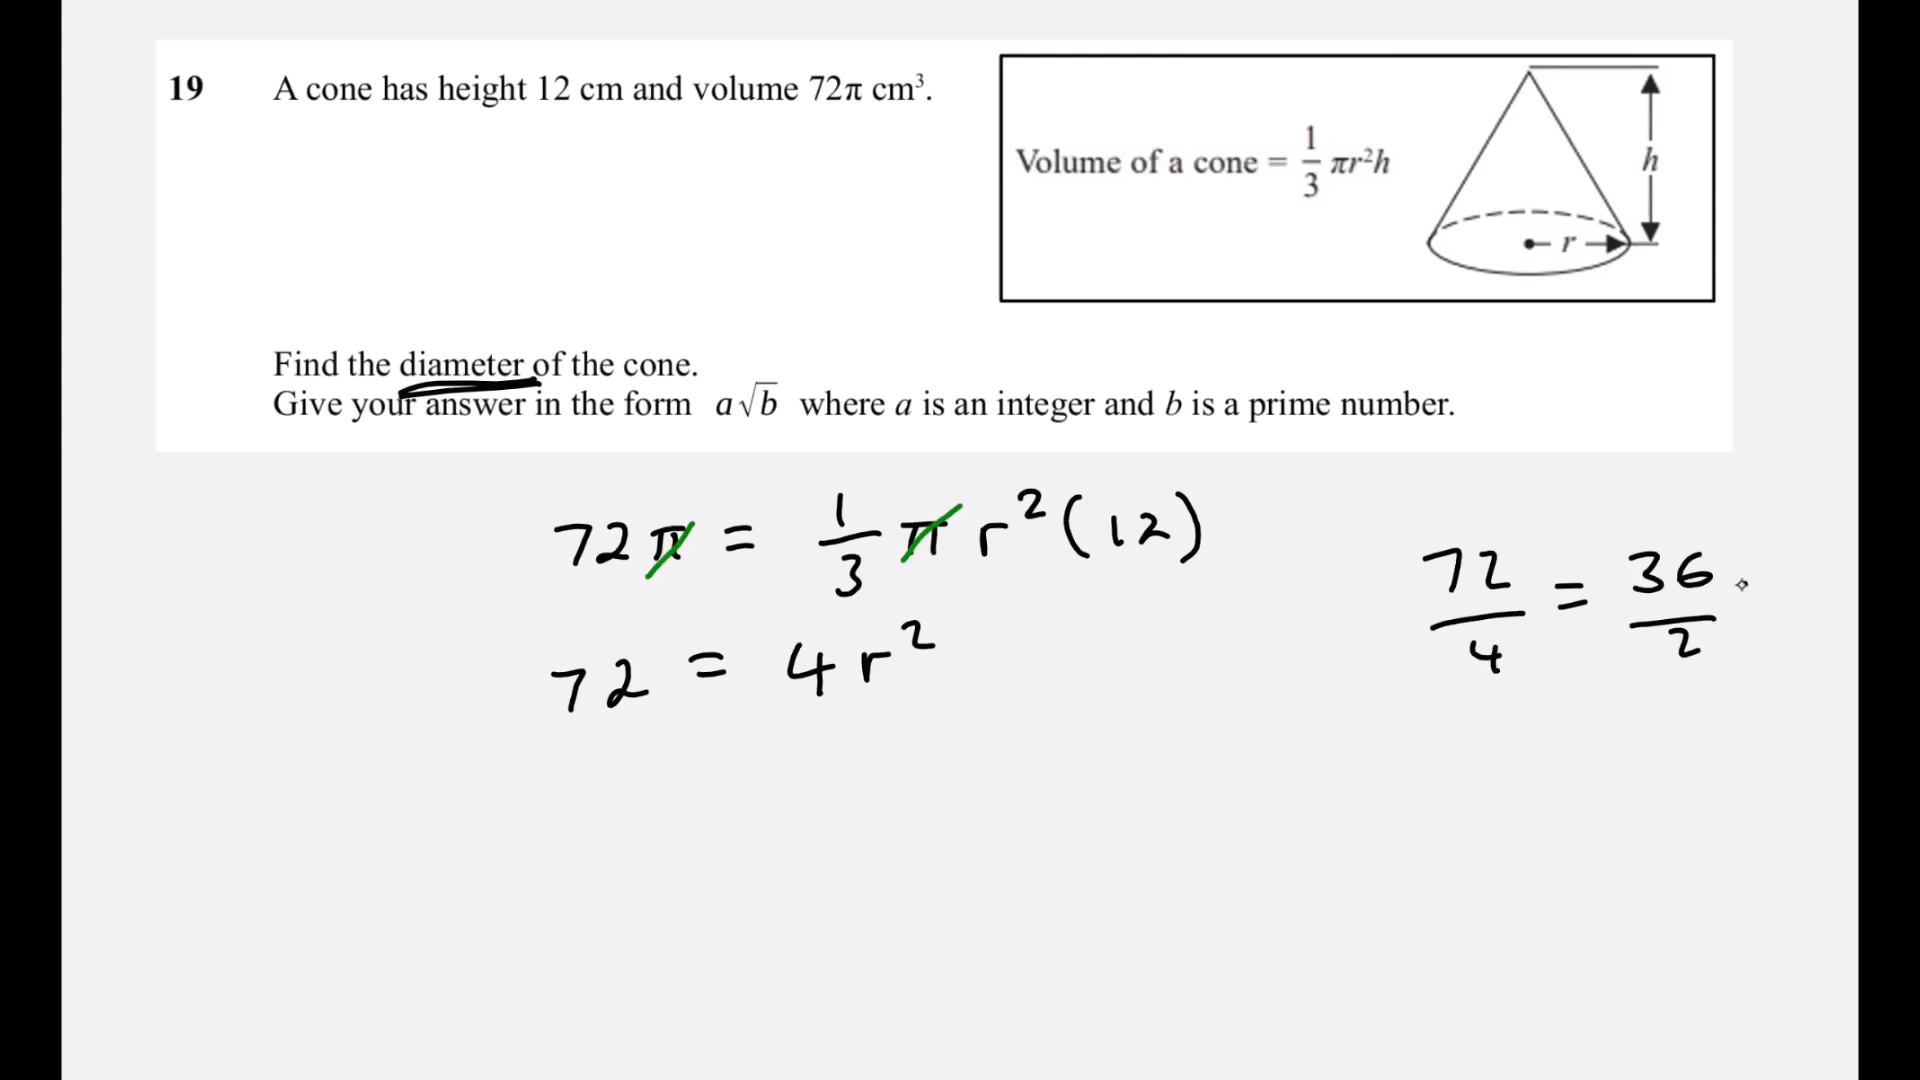 19 A cone has height 12 cm and volume 72π cm³.
Volume of a cone = 1/3 πr²h
h
r
Find the diameter of the cone.
Give your answer in the form a√b where a is an integer and b is a prime number.
72π = 1/3 π r² (12)
72 = 4r²
72/4 = 36/2